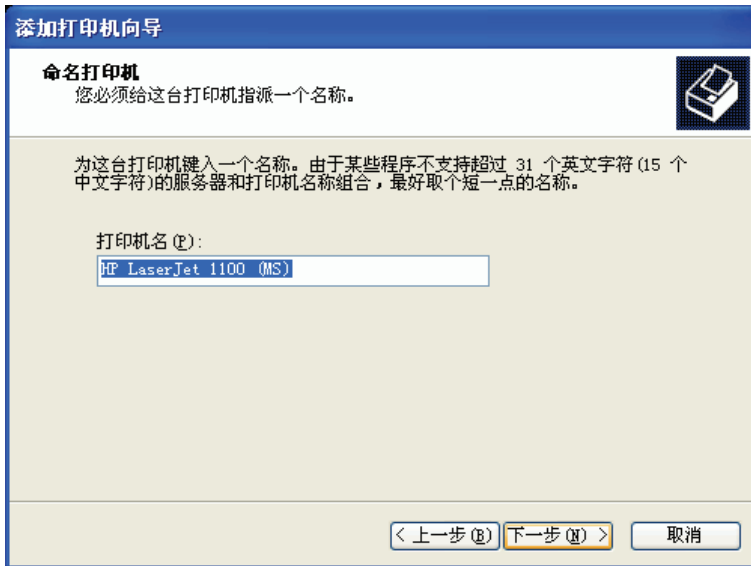 添加打印机向导
命名打印机
您必须给这台打印机指派一个名称。
为这台打印机键入一个名称。由于某些程序不支持超过 31 个英文字符(15 个
中文字符)的服务器和打印机名称组合，最好取个短一点的名称。
打印机名(P):
HP LaserJet 1100 (MS)
< 上一步(B) 下一步(N) > 取消